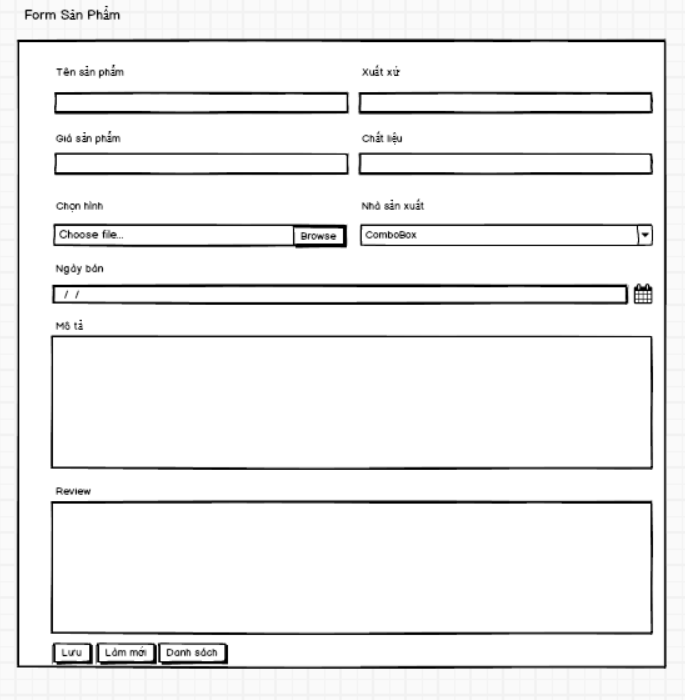 Form Sản Phẩm
Tên sản phẩm
Xuất xứ
Giá sản phẩm
Chất liệu
Chọn hình
Nhà sản xuất
Choose file... Browse
ComboBox
Ngày bán
/ /
Mô tả
Review
Lưu Làm mới Danh sách